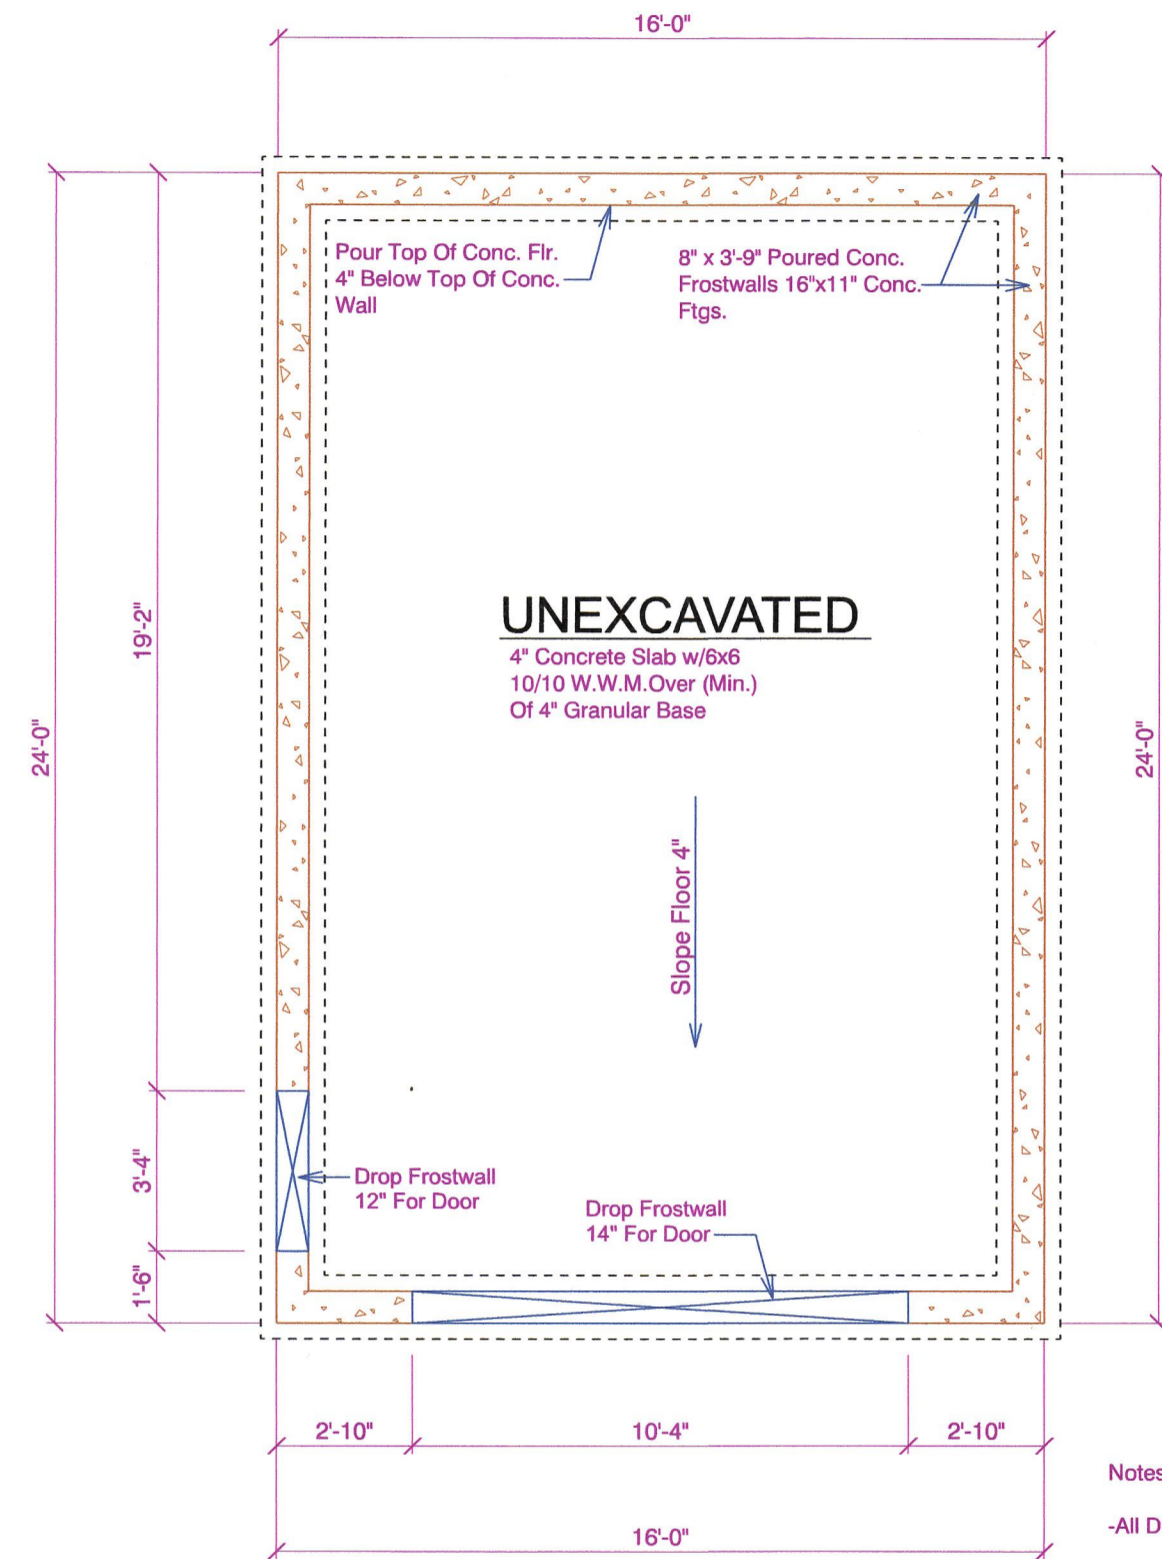 16'-0"
Pour Top Of Conc. Flr.
4" Below Top Of Conc.
Wall
8" x 3'-9" Poured Conc.
Frostwalls 16"x11" Conc.
Ftgs.
19'-2"
24'-0"
24'-0"
UNEXCAVATED
4" Concrete Slab w/6x6
10/10 W.W.M.Over (Min.)
Of 4" Granular Base
Slope Floor 4"
3'-4"
Drop Frostwall
12" For Door
Drop Frostwall
14" For Door
1'-6"
2'-10"
10'-4"
2'-10"
Notes
-All D
16'-0"